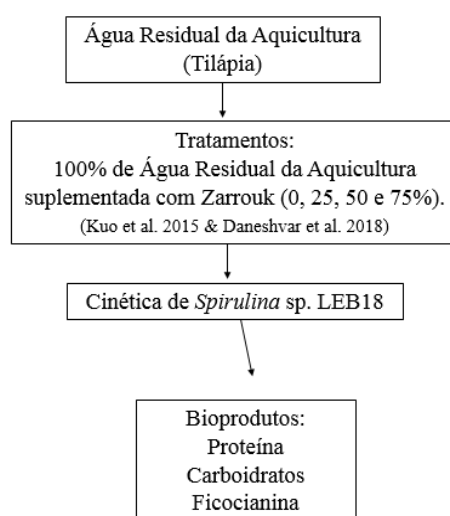 Água Residual da Aquicultura
(Tilápia)
Tratamentos:
100% de Água Residual da Aquicultura
suplementada com Zarrouk (0, 25, 50 e 75%).
(Kuo et al. 2015 & Daneshvar et al. 2018)
Cinética de Spirulina sp. LEB18
Bioprodutos:
Proteína
Carboidratos
Ficocianina